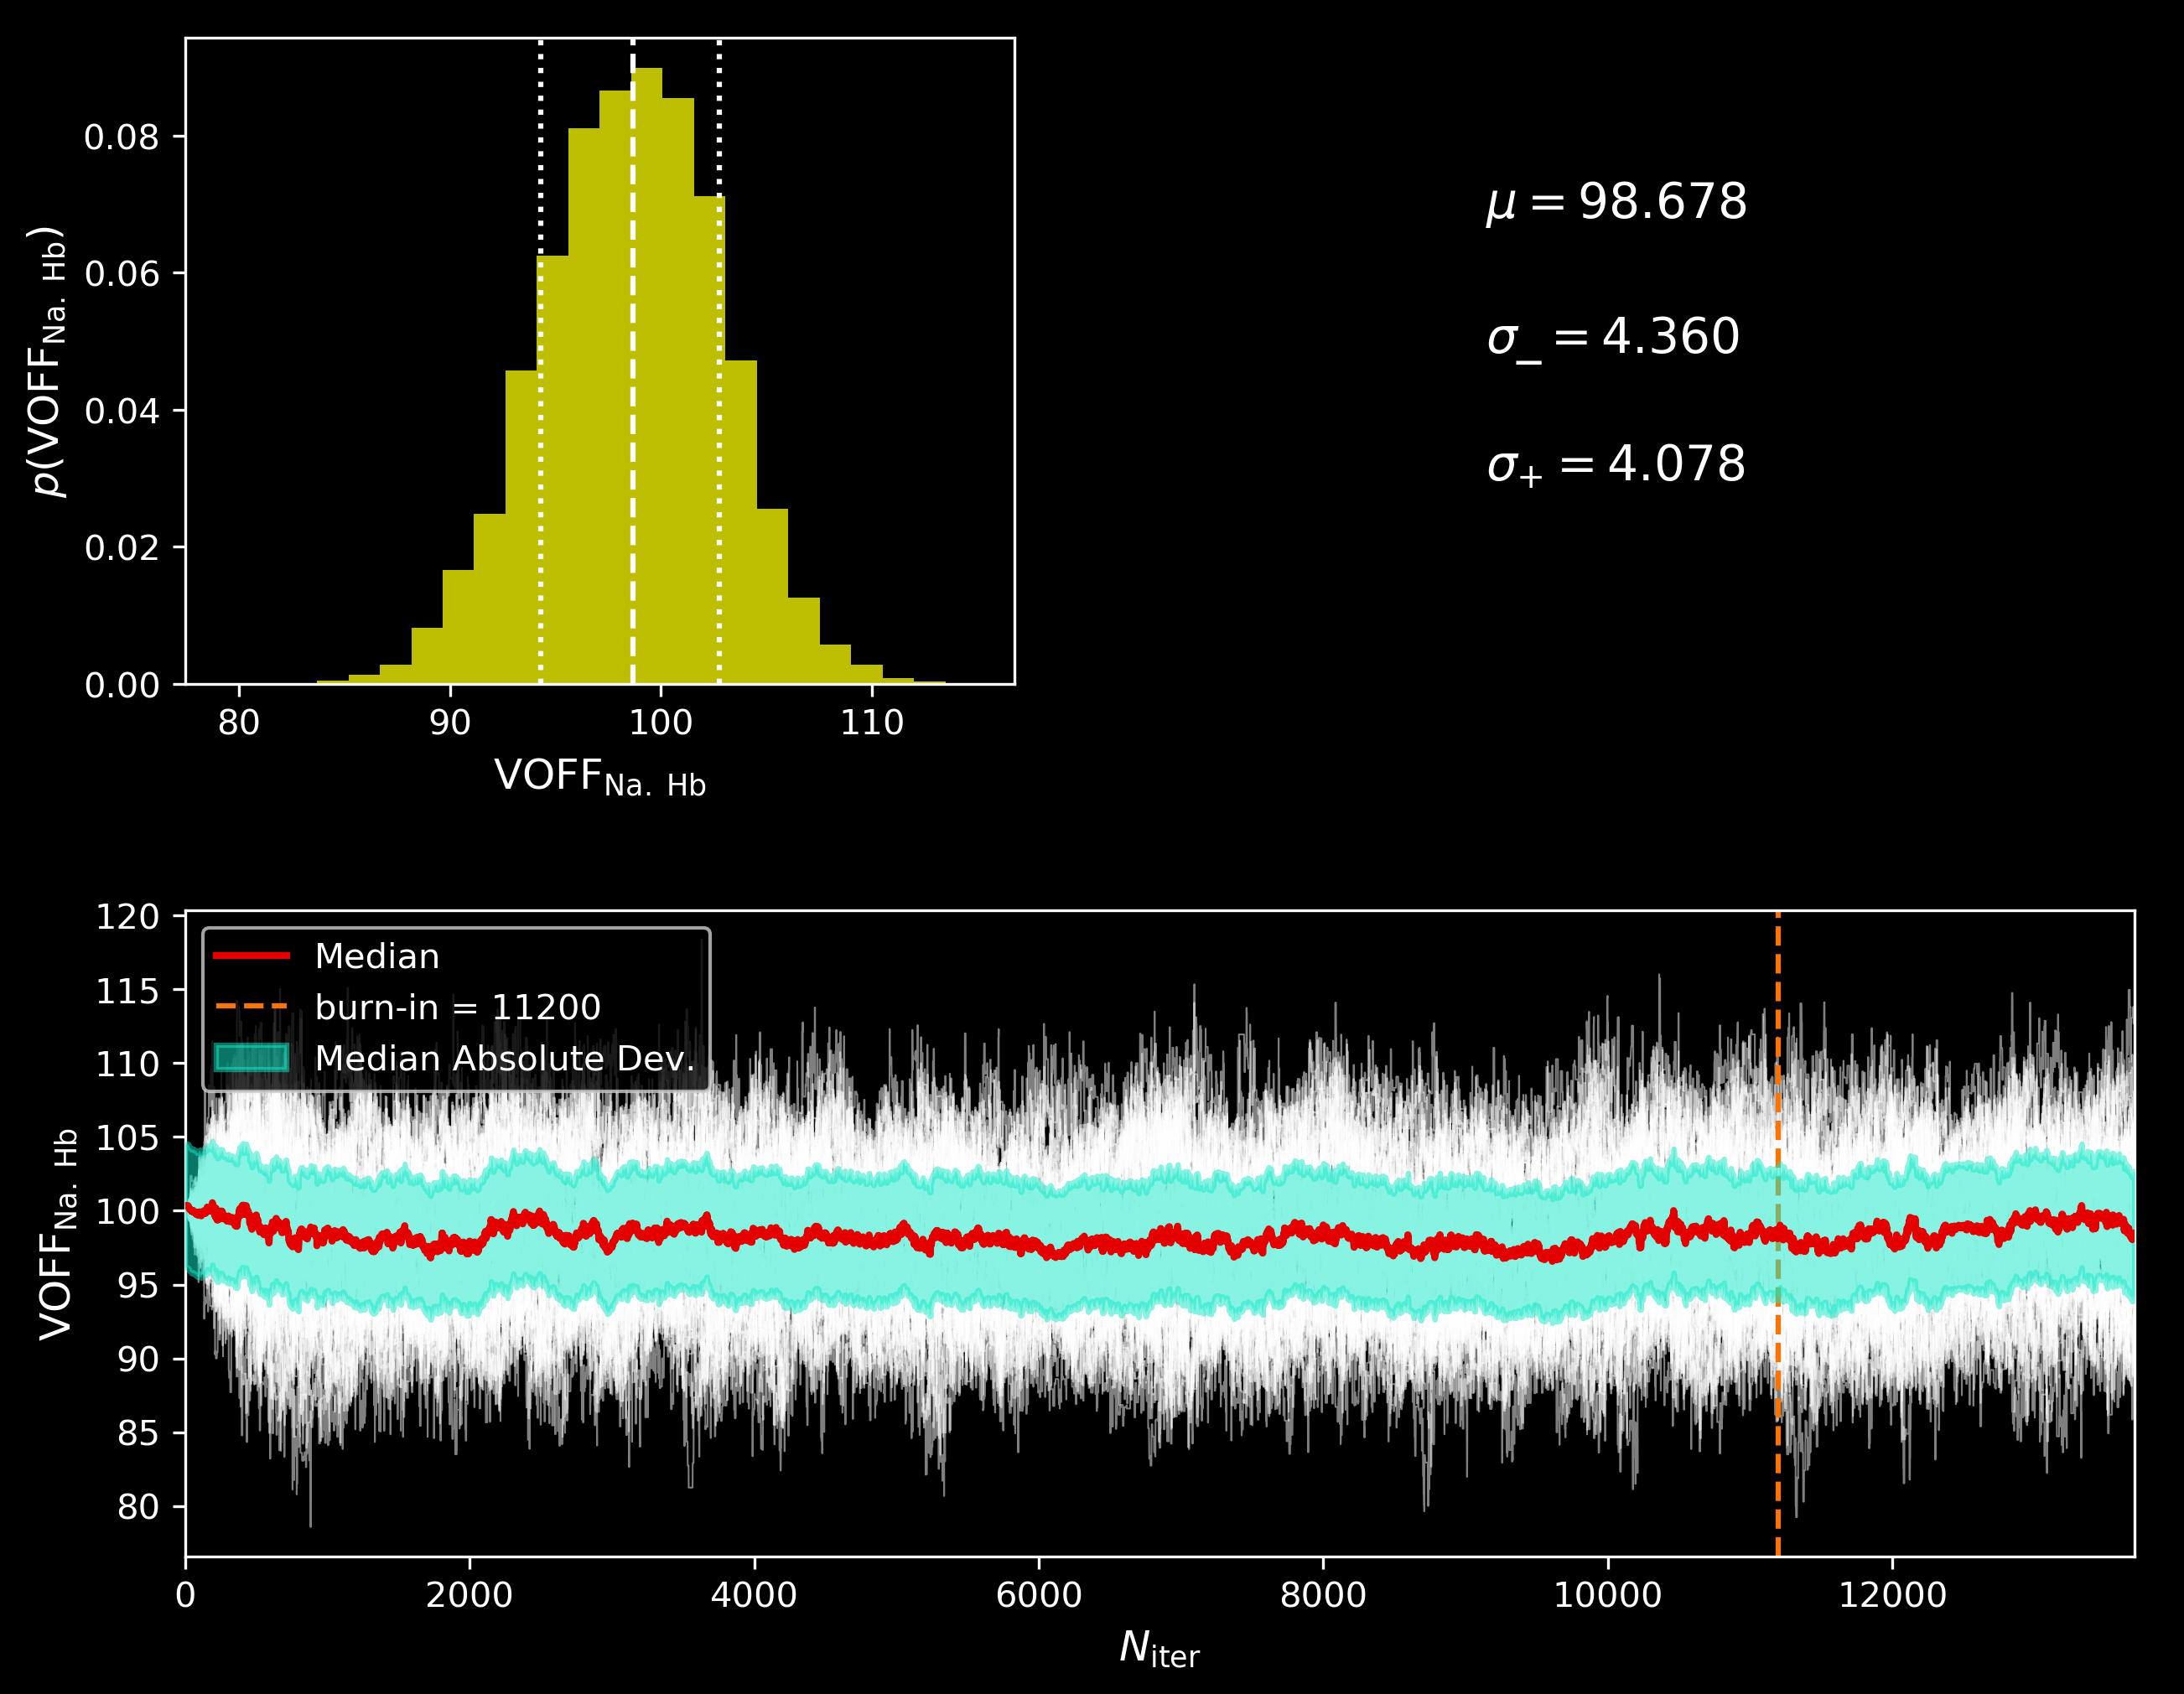 0.08
0.06
0.04
0.02
0.00
p(VOFF_Na. Hb)
80 90 100 110
VOFF_Na. Hb
μ = 98.678
σ_− = 4.360
σ_+ = 4.078
120
115
110
105
100
95
90
85
80
VOFF_Na. Hb
Median
burn-in = 11200
Median Absolute Dev.
0 2000 4000 6000 8000 10000 12000
N_iter